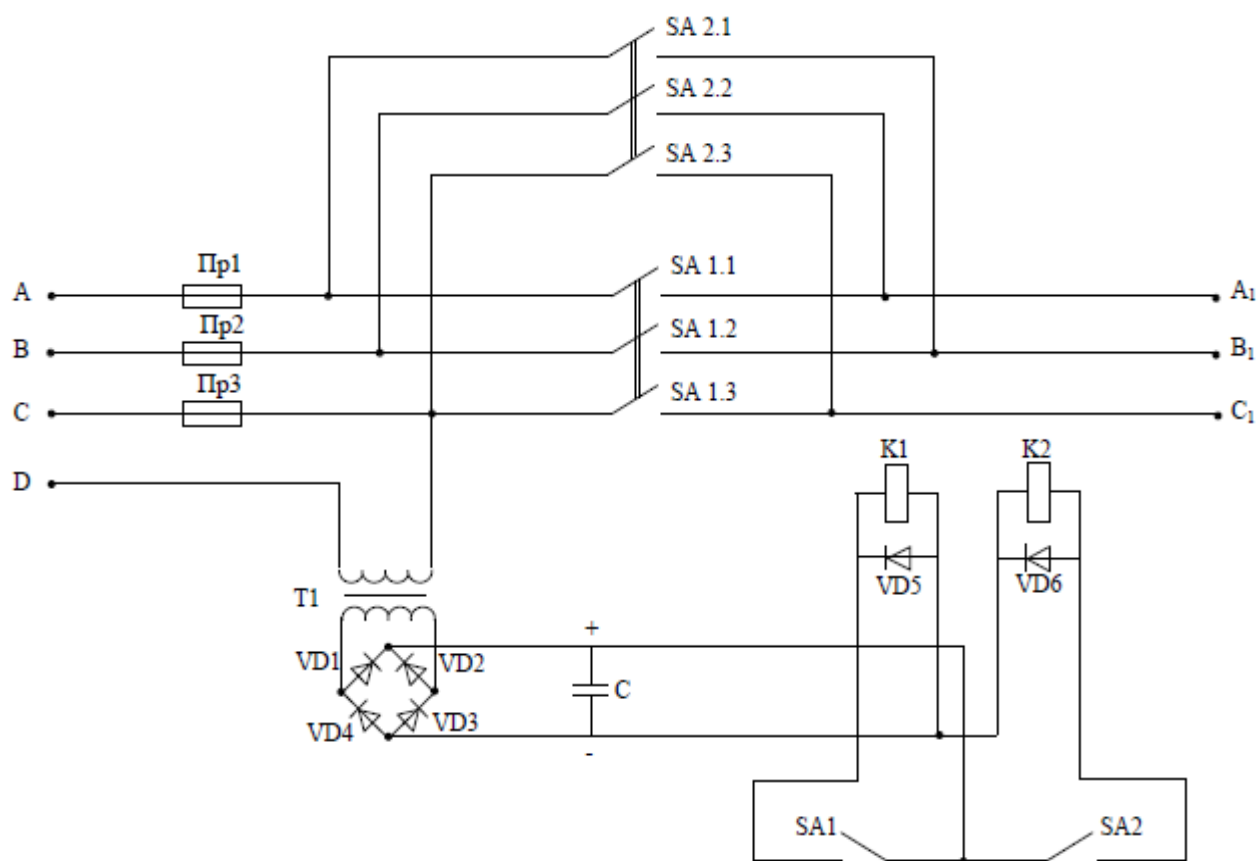 SA 2.1
SA 2.2
SA 2.3
Пр1
SA 1.1
A
A₁
Пр2
SA 1.2
B
B₁
Пр3
SA 1.3
C
C₁
K1
K2
D
VD5
VD6
T1
+
VD1
VD2
C
VD4
VD3
-
SA1
SA2